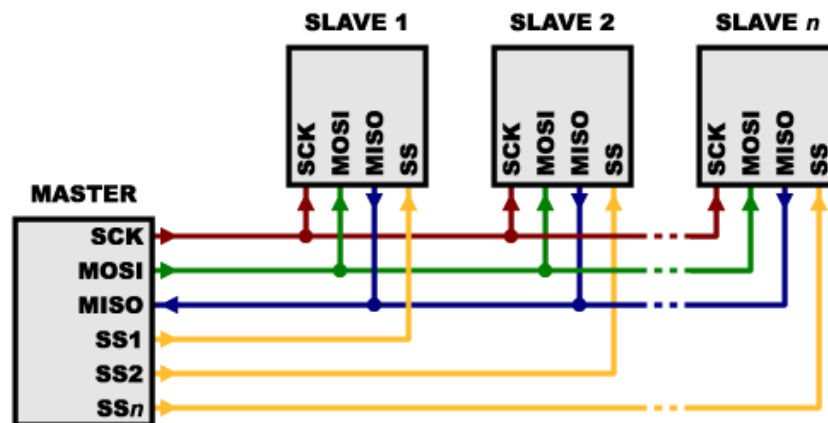 SLAVE 1
SLAVE 2
SLAVE n
SCK MOSI MISO SS
SCK MOSI MISO SS
SCK MOSI MISO SS
MASTER
SCK
MOSI
MISO
SS1
SS2
SSn